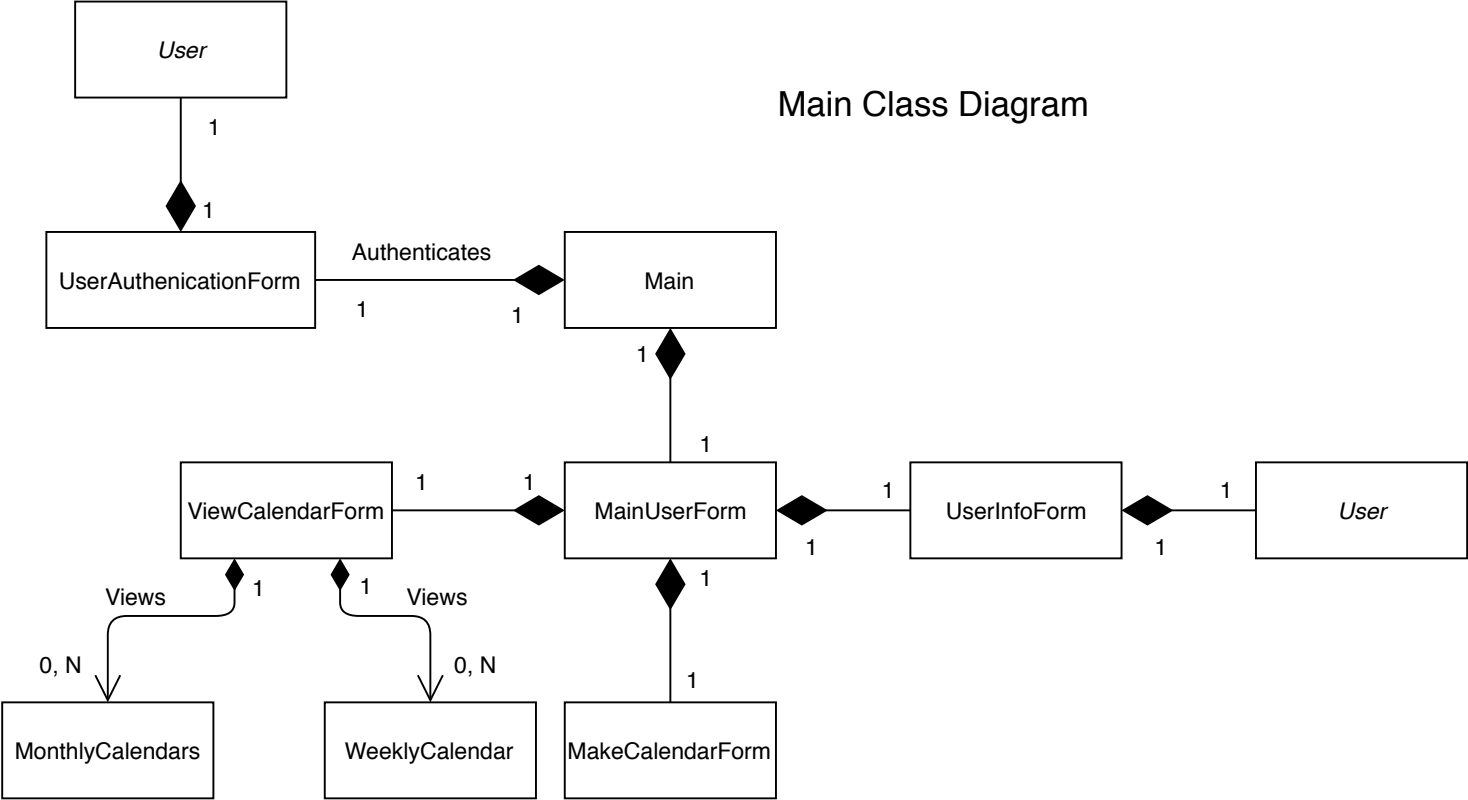 User
1
Main Class Diagram
1
UserAuthenicationForm
Authenticates
1
1
Main
1
1
ViewCalendarForm
1
1
MainUserForm
1
1
UserInfoForm
1
1
User
1
Views
1
Views
1
0, N
0, N
1
MonthlyCalendars
WeeklyCalendar
MakeCalendarForm